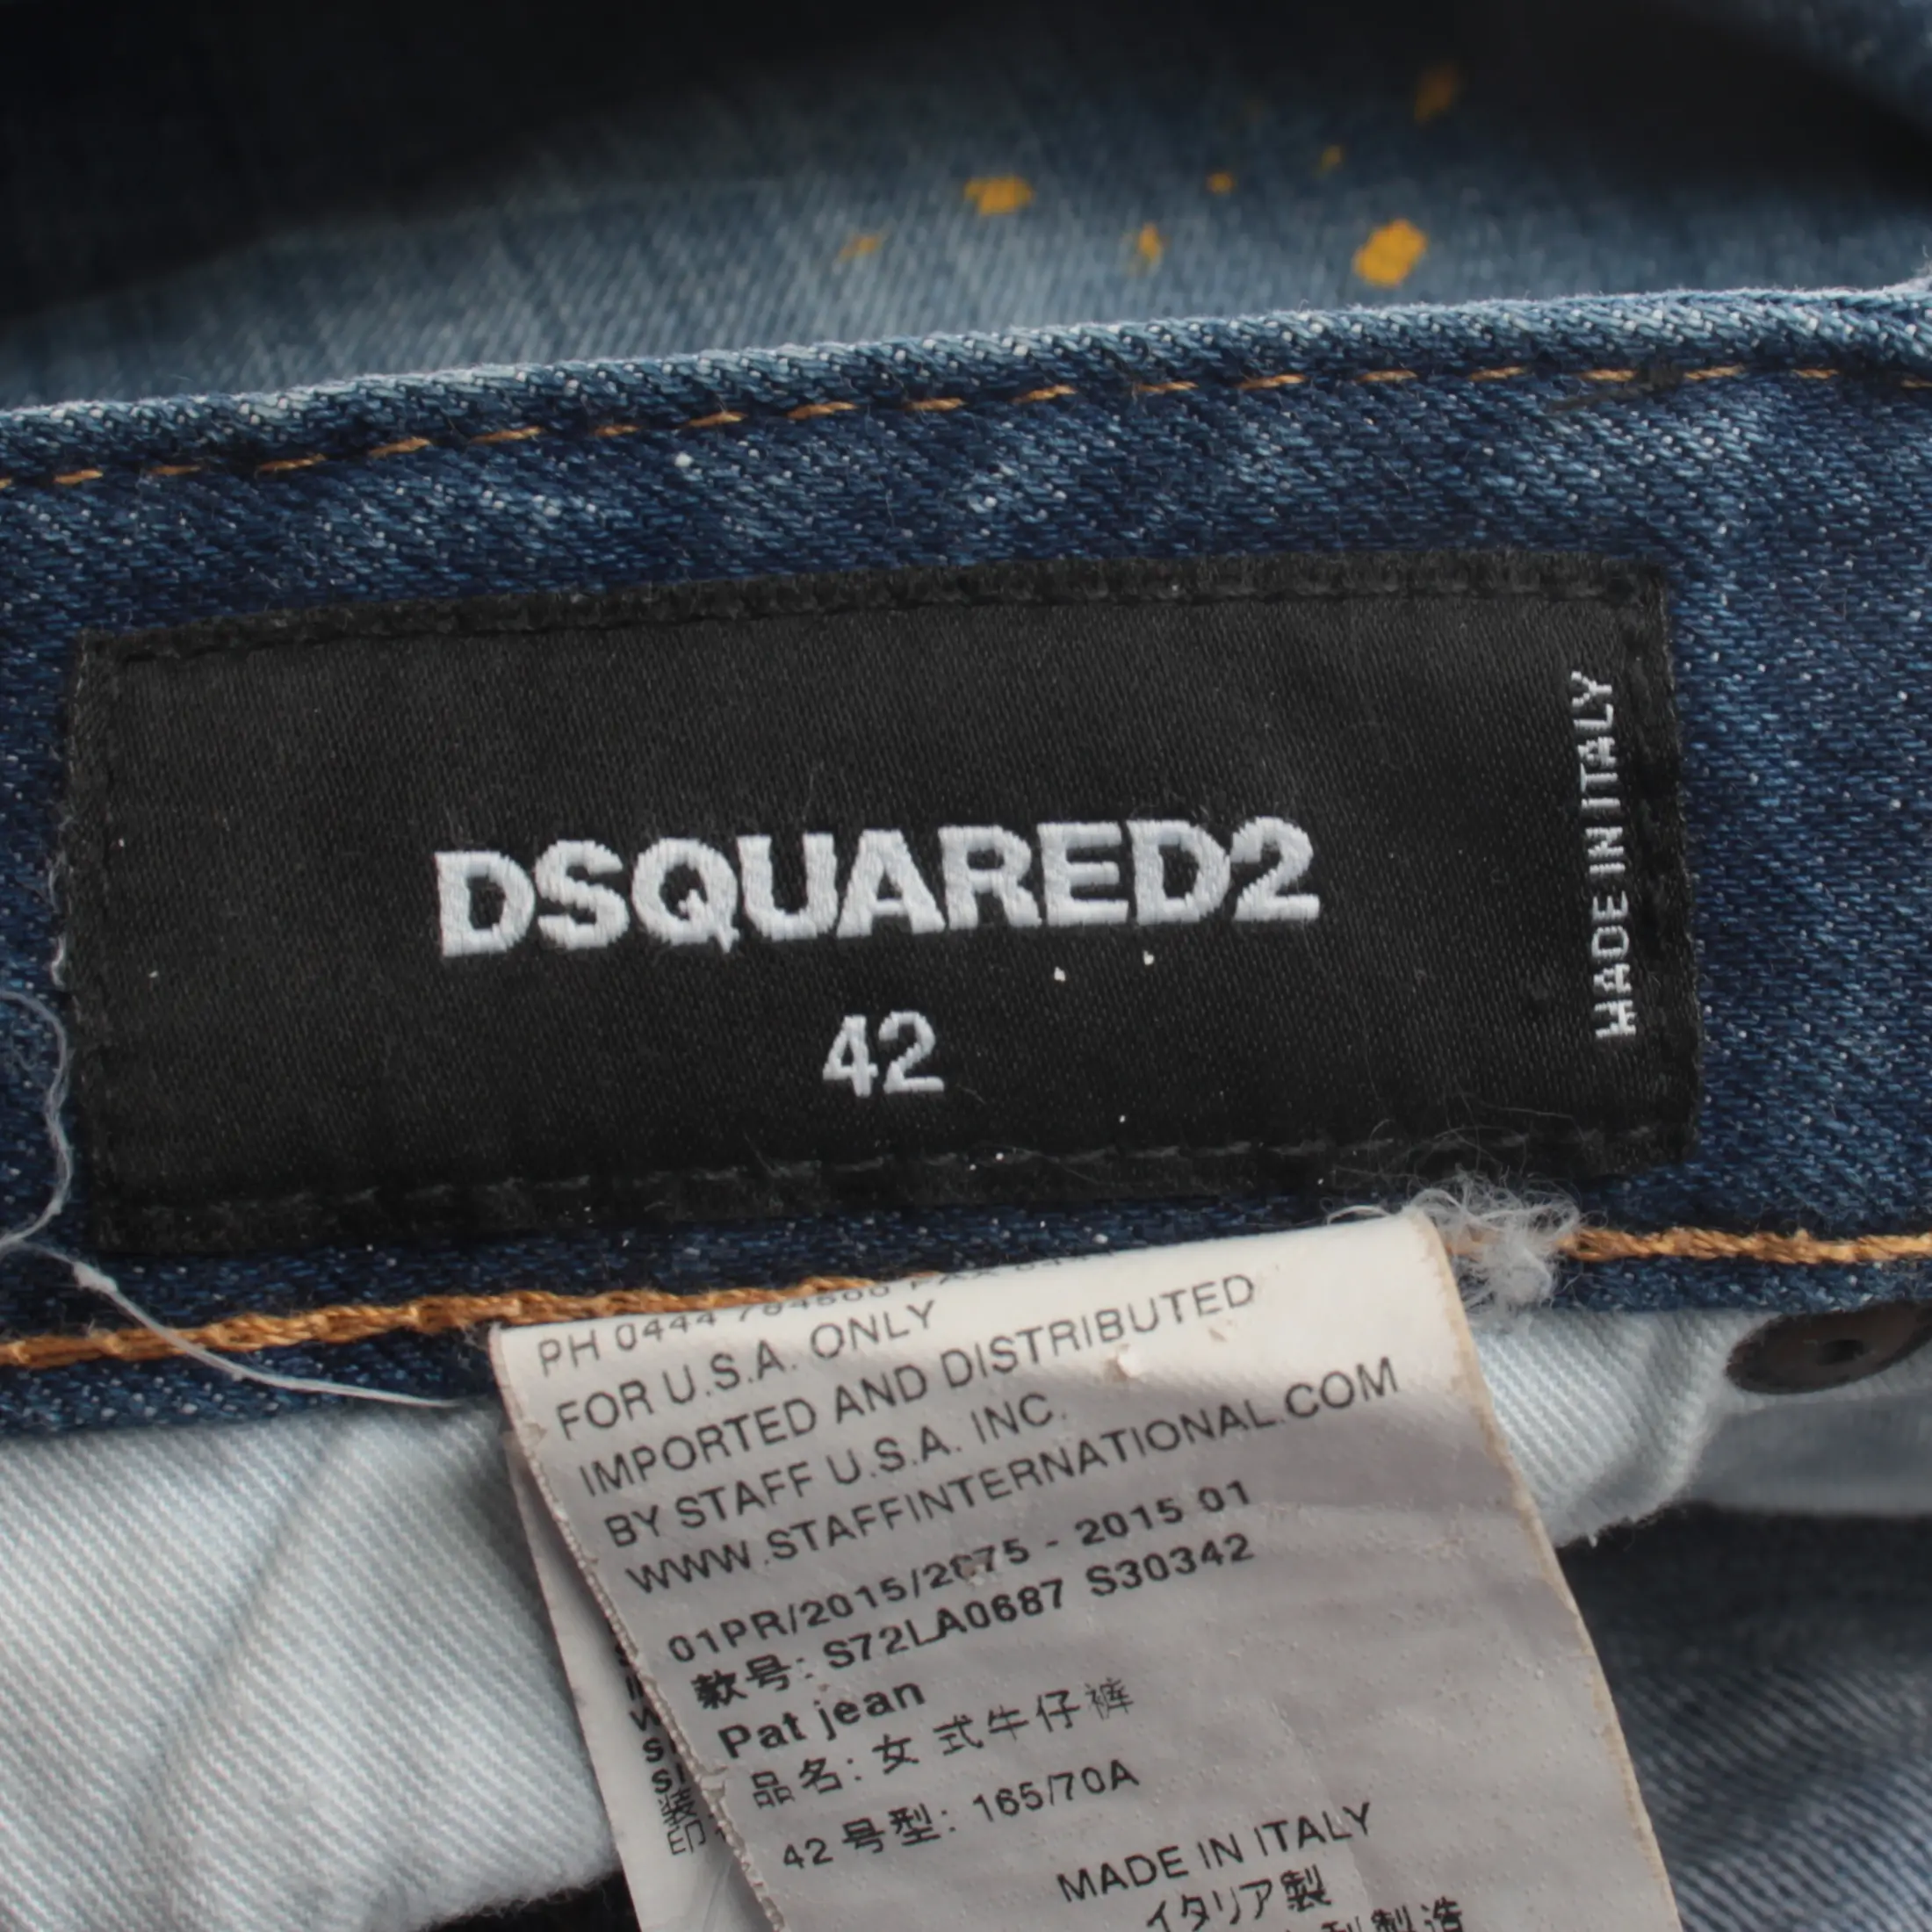 DSQUARED2
42
MADE IN ITALY
PH 0444
FOR U.S.A. ONLY
IMPORTED AND DISTRIBUTED
BY STAFF U.S.A. INC.
WWW.STAFFINTERNATIONAL.COM
01PR/2015/2675 - 2015 01
款号: S72LA0687 S30342
Pat jean
品名: 女式牛仔裤
42 号型: 165/70A
MADE IN ITALY
イタリア製